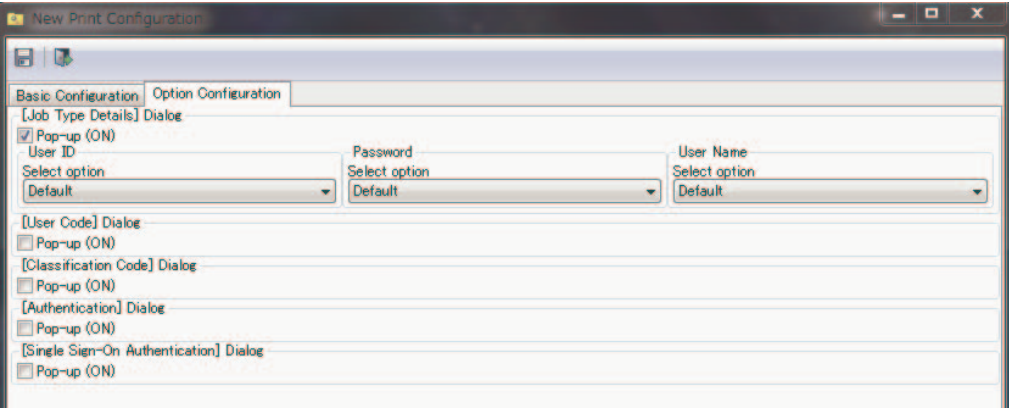 New Print Configuration
Basic Configuration Option Configuration
[Job Type Details] Dialog
Pop-up (ON)
User ID Password User Name
Select option Select option Select option
Default Default Default
[User Code] Dialog
Pop-up (ON)
[Classification Code] Dialog
Pop-up (ON)
[Authentication] Dialog
Pop-up (ON)
[Single Sign-On Authentication] Dialog
Pop-up (ON)